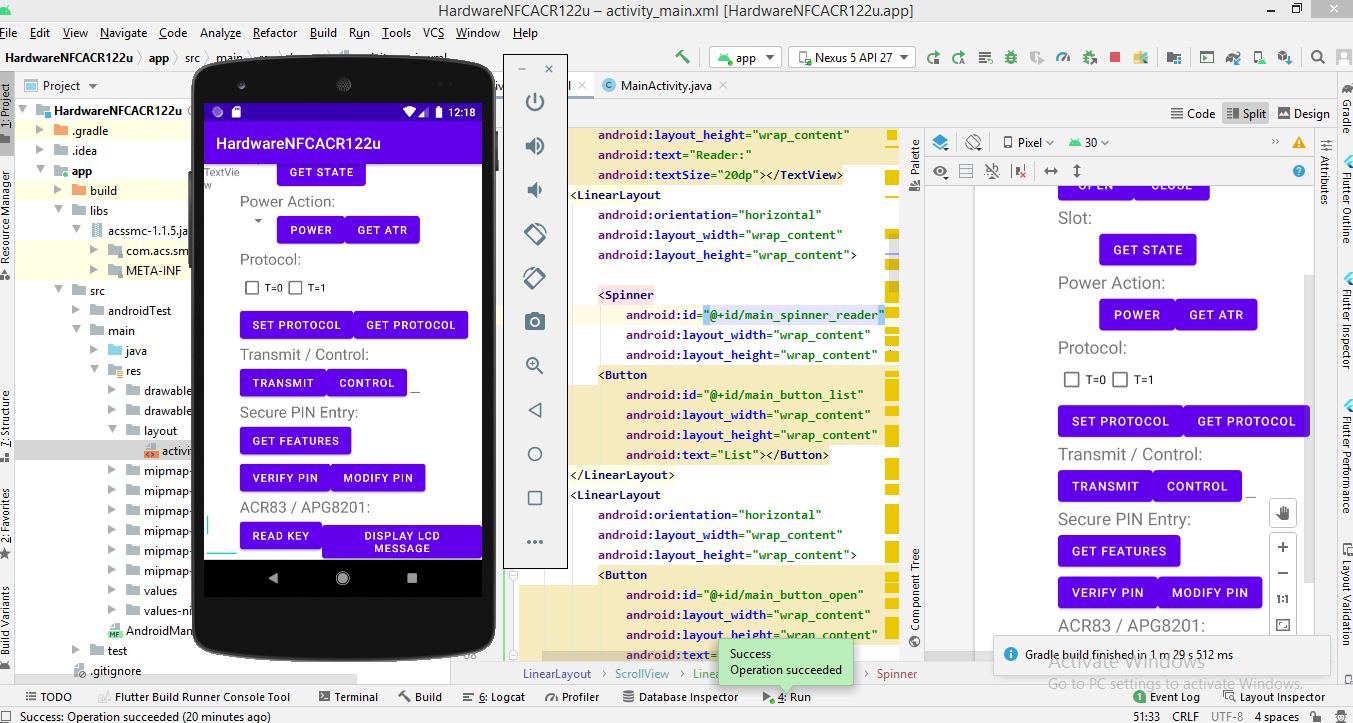 HardwareNFCACR122u – activity_main.xml [HardwareNFCACR122u.app]
File Edit View Navigate Code Analyze Refactor Build Run Tools VCS Window Help
HardwareNFCACR122u app src
app
Nexus 5 API 27
Project
MainActivity.java
Code
Split
Design
HardwareNFCACR122u
.gradle
.idea
app
build
libs
acssmc-1.1.5.ja
com.acs.sm
META-INF
src
androidTest
main
java
res
drawable
drawable
layout
activi
mipmap-
mipmap-
mipmap-
mipmap-
mipmap-
mipmap-
values
values-ni
AndroidMan
test
.gitignore
1: Project
Resource Manager
7: Structure
2: Favorites
Build Variants
12:18
HardwareNFCACR122u
TextView
GET STATE
Power Action:
POWER
GET ATR
Protocol:
T=0
T=1
SET PROTOCOL
GET PROTOCOL
Transmit / Control:
TRANSMIT
CONTROL
Secure PIN Entry:
GET FEATURES
VERIFY PIN
MODIFY PIN
ACR83 / APG8201:
READ KEY
DISPLAY LCD
MESSAGE
android:layout_height="wrap_content"
android:text="Reader:"
android:textSize="20dp"></TextView>
<LinearLayout
android:orientation="horizontal"
android:layout_width="wrap_content"
android:layout_height="wrap_content">
<Spinner
android:id="@+id/main_spinner_reader"
android:layout_width="wrap_content"
android:layout_height="wrap_content"
<Button
android:id="@+id/main_button_list"
android:layout_width="wrap_content"
android:layout_height="wrap_content"
android:text="List"></Button>
</LinearLayout>
<LinearLayout
android:orientation="horizontal"
android:layout_width="wrap_content"
android:layout_height="wrap_content">
<Button
android:id="@+id/main_button_open"
android:layout_width="wrap_content"
android:layout_height="wrap_content"
android:text=
LinearLayout
ScrollView
Spinner
Success
Operation succeeded
Palette
Component Tree
Pixel
30
OPEN
CLOSE
Slot:
GET STATE
Power Action:
POWER
GET ATR
Protocol:
T=0
T=1
SET PROTOCOL
GET PROTOCOL
Transmit / Control:
TRANSMIT
CONTROL
Secure PIN Entry:
GET FEATURES
VERIFY PIN
MODIFY PIN
ACR83 / APG8201:
1:1
Attributes
Gradle
Flutter Outline
Flutter Inspector
Flutter Performance
Layout Validation
Gradle build finished in 1 m 29 s 512 ms
Activate Windows
Go to PC settings to activate Windows.
TODO
Flutter Build Runner Console Tool
Terminal
Build
6: Logcat
Profiler
Database Inspector
4: Run
1 Event Log
Layout Inspector
Success: Operation succeeded (20 minutes ago)
51:33 CRLF UTF-8 4 spaces